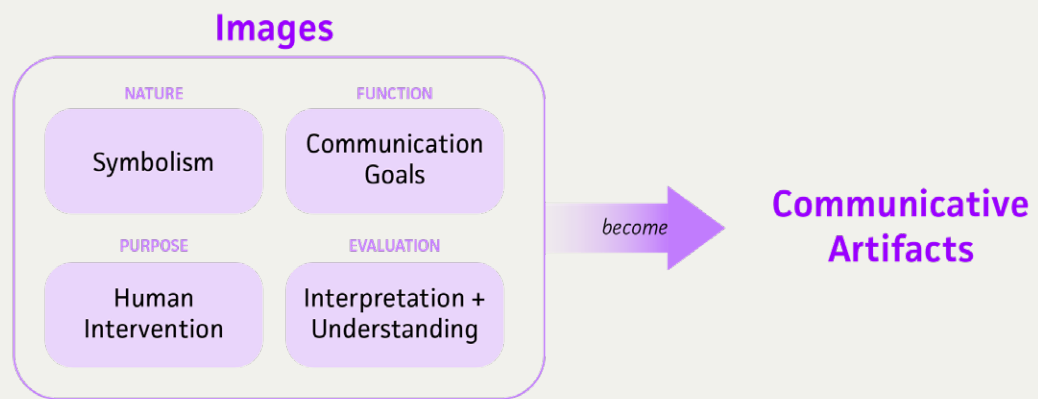 Images
NATURE
Symbolism
FUNCTION
Communication
Goals
PURPOSE
Human
Intervention
EVALUATION
Interpretation +
Understanding
become
Communicative
Artifacts